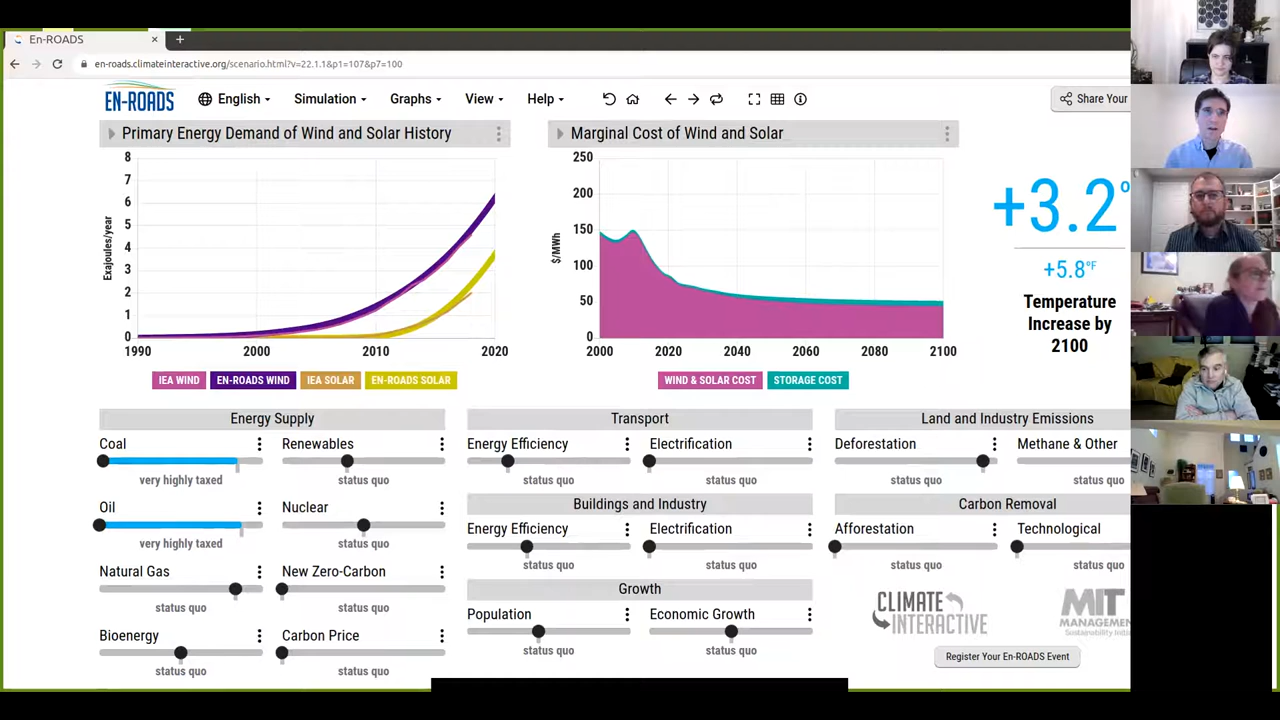 En-ROADS
en-roads.climateinteractive.org/scenario.html?v=22.1.1&p1=107&p7=100
EN-ROADS
English
Simulation
Graphs
View
Help
Share Your
Primary Energy Demand of Wind and Solar History
8
7
6
5
4
3
2
1
0
Exajoules/year
1990
2000
2010
2020
IEA WIND
EN-ROADS WIND
IEA SOLAR
EN-ROADS SOLAR
Marginal Cost of Wind and Solar
250
200
150
100
50
0
$/MWh
2000
2020
2040
2060
2080
2100
WIND & SOLAR COST
STORAGE COST
+3.2°
+5.8°F
Temperature
Increase by
2100
Energy Supply
Coal
very highly taxed
Renewables
status quo
Oil
very highly taxed
Nuclear
status quo
Natural Gas
status quo
New Zero-Carbon
status quo
Bioenergy
status quo
Carbon Price
status quo
Transport
Energy Efficiency
status quo
Electrification
status quo
Buildings and Industry
Energy Efficiency
status quo
Electrification
status quo
Growth
Population
status quo
Economic Growth
status quo
Land and Industry Emissions
Deforestation
status quo
Methane & Other
status quo
Carbon Removal
Afforestation
status quo
Technological
status quo
CLIMATE
INTERACTIVE
MIT
MANAGEMEN
Sustainability Initia
Register Your En-ROADS Event